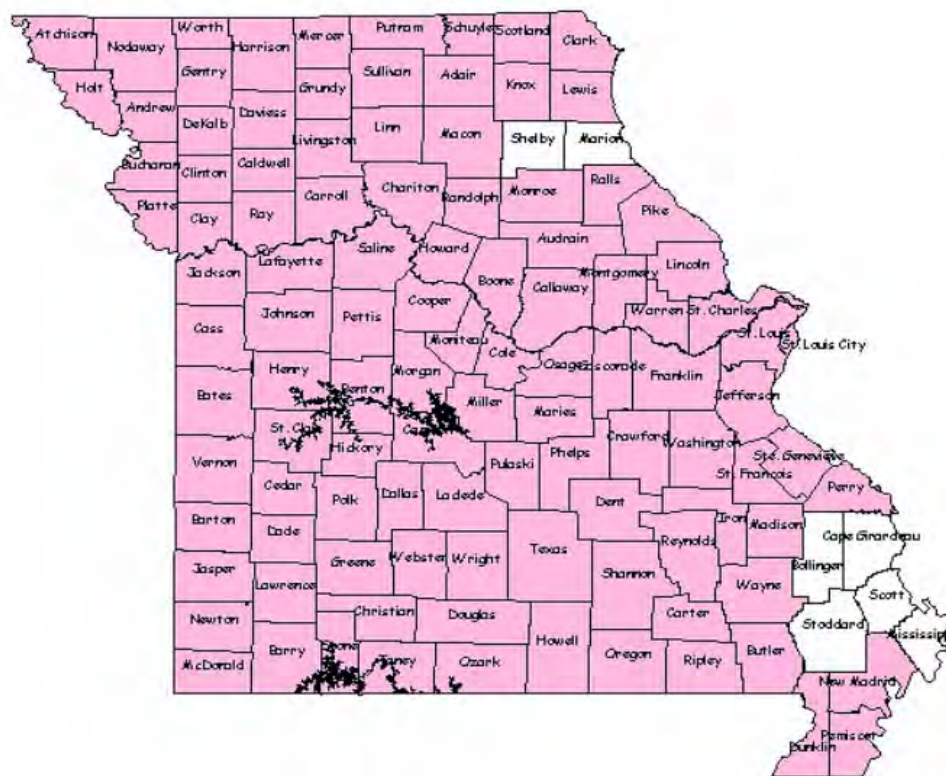 Atchison
Nodaway
Worth
Harrison
Mercer
Putnam
Schuyler
Scotland
Clark
Gentry
Sullivan
Adair
Knox
Lewis
Holt
Grundy
Andrew
DeKalb
Daviess
Linn
Macon
Shelby
Marion
Livingston
Buchanan
Clinton
Caldwell
Chariton
Monroe
Ralls
Platte
Carroll
Randolph
Clay
Ray
Pike
Audrain
Saline
Howard
Jackson
Lafayette
Boone
Callaway
Montgomery
Lincoln
Cooper
Johnson
Pettis
Warren
St. Charles
Cass
Moniteau
St. Louis
St. Louis City
Cole
Henry
Morgan
Osage
Gasconade
Franklin
Benton
Bates
Jefferson
Miller
Maries
St. Clair
Hickory
Crawford
Washington
Phelps
Pulaski
Ste. Genevieve
Vernon
St. Francois
Perry
Cedar
Polk
Dallas
Laclede
Dent
Barton
Dade
Iron
Madison
Cape Girardeau
Reynolds
Texas
Webster
Wright
Greene
Jasper
Bollinger
Shannon
Lawrence
Wayne
Scott
Christian
Douglas
Carter
Newton
Stoddard
Mississippi
Howell
Stone
Barry
Taney
Ozark
Oregon
Ripley
Butler
McDonald
New Madrid
Pemiscot
Dunklin